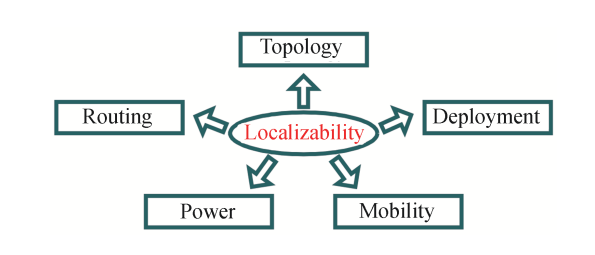 Topology
Routing
Deployment
Localizability
Power
Mobility